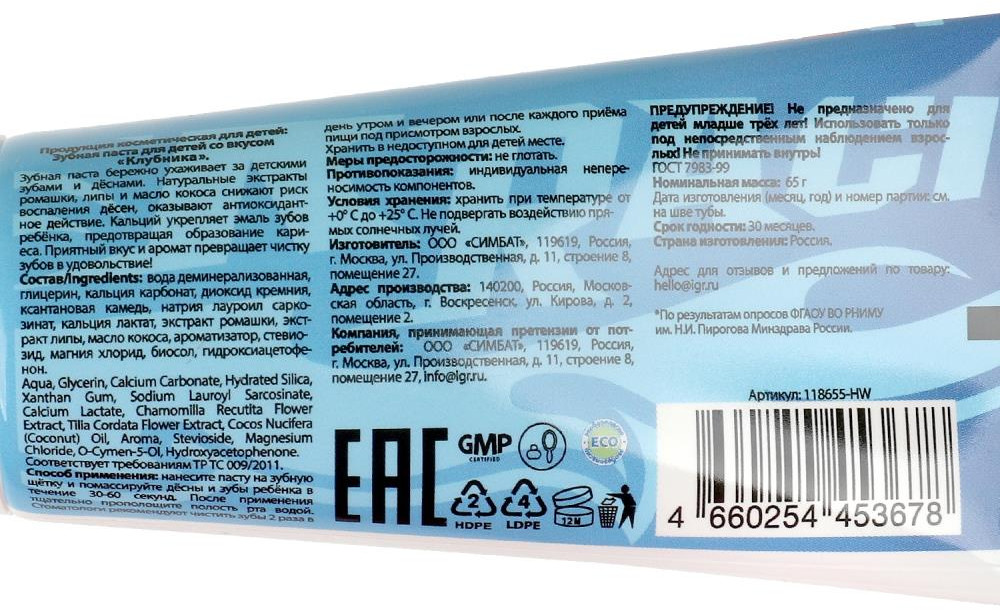 Продукция косметическая для детей:
Зубная паста для детей со вкусом
«Клубника».
Зубная паста бережно ухаживает за детскими
зубами и дёснами. Натуральные экстракты
ромашки, липы и масло кокоса снижают риск
воспаления дёсен, оказывают антиоксидант-
ное действие. Кальций укрепляет эмаль зубов
ребёнка, предотвращая образование кари-
еса. Приятный вкус и аромат превращает чистку
зубов в удовольствие!
Состав/Ingredients: вода деминерализованная,
глицерин, кальция карбонат, диоксид кремния,
ксантановая камедь, натрия лауроил сарко-
зинат, кальция лактат, экстракт ромашки, экст-
ракт липы, масло кокоса, ароматизатор, стевио-
зид, магния хлорид, биосол, гидроксиацетофе-
нон.
Aqua, Glycerin, Calcium Carbonate, Hydrated Silica,
Xanthan Gum, Sodium Lauroyl Sarcosinate,
Calcium Lactate, Chamomilla Recutita Flower
Extract, Tilia Cordata Flower Extract, Cocos Nucifera
(Coconut) Oil, Aroma, Stevioside, Magnesium
Chloride, O-Cymen-5-Ol, Hydroxyacetophenone.
Соответствует требованиям ТР ТС 009/2011.
Способ применения: нанесите пасту на зубную
щётку и помассируйте дёсны и зубы ребёнка в
течение 30-60 секунд. После применения
тщательно прополощите полость рта водой.
Стоматологи рекомендуют чистить зубы 2 раза в
день утром и вечером или после каждого приёма
пищи под присмотром взрослых.
Хранить в недоступном для детей месте.
Меры предосторожности: не глотать.
Противопоказания: индивидуальная непере-
носимость компонентов.
Условия хранения: хранить при температуре от
+0° С до +25° С. Не подвергать воздействию пря-
мых солнечных лучей.
Изготовитель: ООО «СИМБАТ», 119619, Россия,
г. Москва, ул. Производственная, д. 11, строение 8,
помещение 27.
Адрес производства: 140200, Россия, Москов-
ская область, г. Воскресенск, ул. Кирова, д. 2,
помещение 2.
Компания, принимающая претензии от пот-
ребителей: ООО «СИМБАТ», 119619, Россия,
г. Москва, ул. Производственная, д. 11, строение 8,
помещение 27, info@igr.ru.
ЕАС
GMP
CERTIFIED
ECO
2
HDPE
4
LDPE
12M
ПРЕДУПРЕЖДЕНИЕ! Не предназначено для
детей младше трёх лет! Использовать только
под непосредственным наблюдением взрос-
лых! Не принимать внутрь!
ГОСТ 7983-99
Номинальная масса: 65 г
Дата изготовления (месяц, год) и номер партии: см.
на шве тубы.
Срок годности: 30 месяцев.
Страна изготовления: Россия.
Адрес для отзывов и предложений по товару:
hello@igr.ru
*По результатам опросов ФГАОУ ВО РНИМУ
им. Н.И. Пирогова Минздрава России.
Артикул: 118655-HW
4 660254 453678